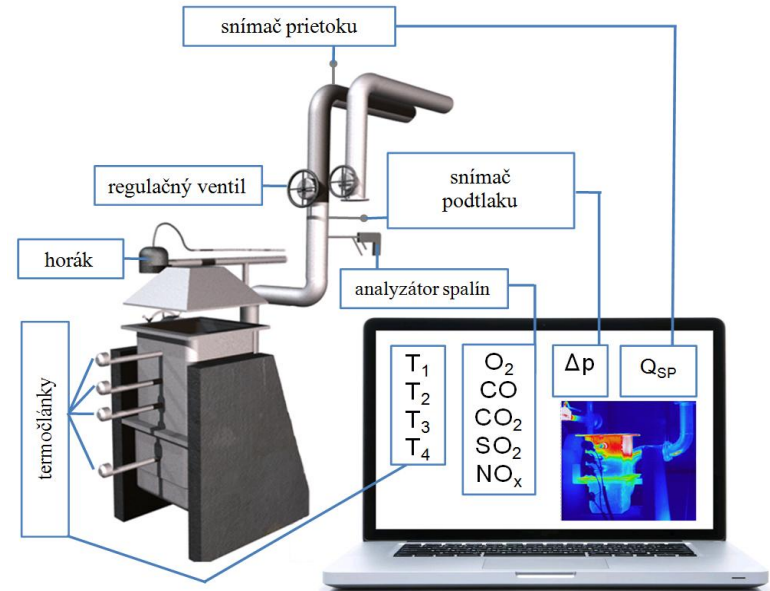 snímač prietoku
regulačný ventil
snímač
podtlaku
horák
analyzátor spalín
termočlánky
T₁
T₂
T₃
T₄
O₂
CO
CO₂
SO₂
NOₓ
Δp
Q_SP